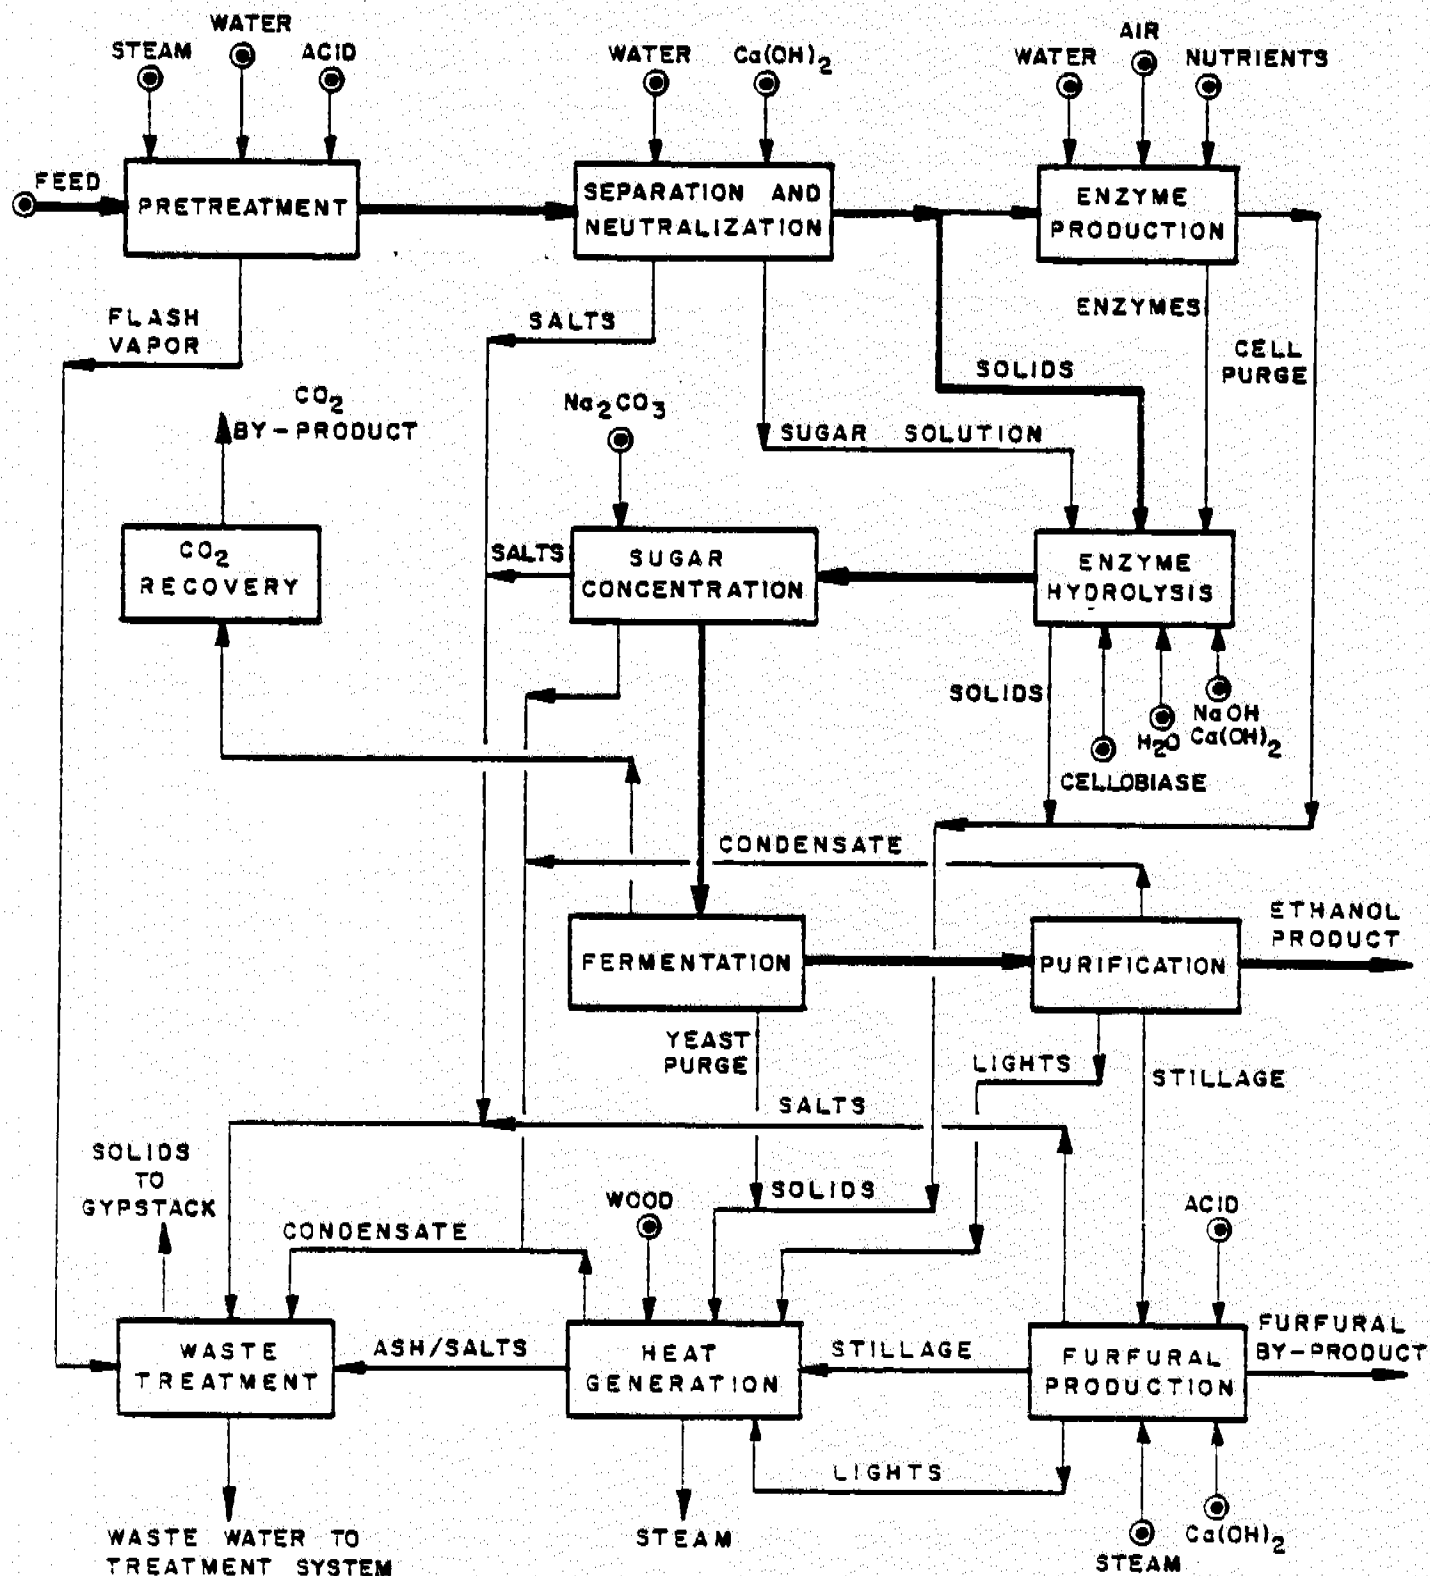 WATER
STEAM
ACID
WATER
Ca(OH)2
AIR
WATER
NUTRIENTS
FEED
PRETREATMENT
SEPARATION AND
NEUTRALIZATION
ENZYME
PRODUCTION
FLASH
VAPOR
SALTS
ENZYMES
CELL
PURGE
SOLIDS
CO2
BY-PRODUCT
Na2CO3
SUGAR SOLUTION
CO2
RECOVERY
SALTS
SUGAR
CONCENTRATION
ENZYME
HYDROLYSIS
SOLIDS
NaOH
Ca(OH)2
H2O
CELLOBIASE
CONDENSATE
ETHANOL
PRODUCT
FERMENTATION
PURIFICATION
YEAST
PURGE
LIGHTS
STILLAGE
SALTS
SOLIDS
TO
GYPSTACK
SOLIDS
WOOD
ACID
CONDENSATE
FURFURAL
BY-PRODUCT
WASTE
TREATMENT
ASH/SALTS
HEAT
GENERATION
STILLAGE
FURFURAL
PRODUCTION
LIGHTS
WASTE WATER TO
TREATMENT SYSTEM
STEAM
Ca(OH)2
STEAM